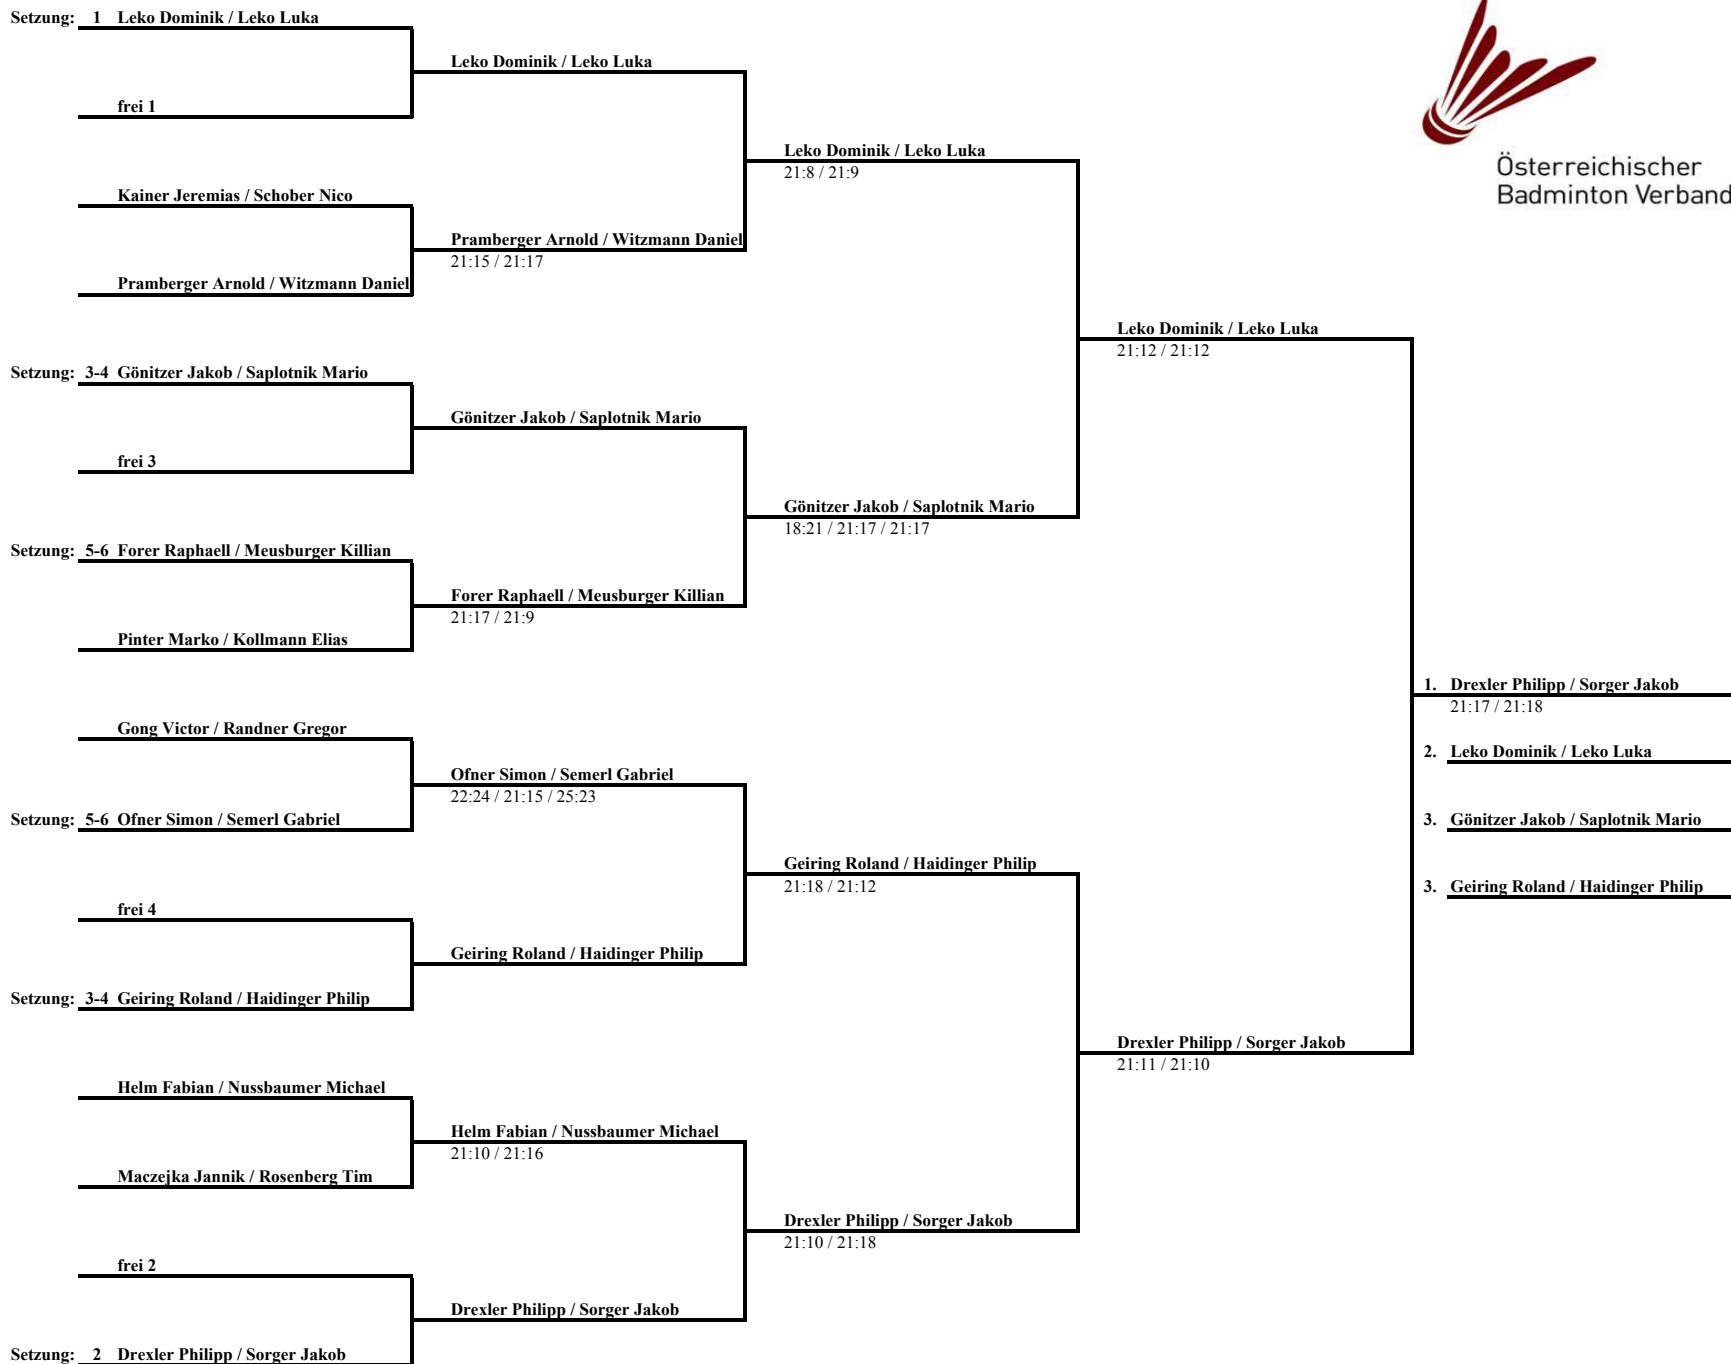 Setzung: 1 Leko Dominik / Leko Luka
Leko Dominik / Leko Luka
frei 1
Leko Dominik / Leko Luka
21:8 / 21:9
Österreichischer
Badminton Verband
Kainer Jeremias / Schober Nico
Pramberger Arnold / Witzmann Daniel
21:15 / 21:17
Pramberger Arnold / Witzmann Daniel
Leko Dominik / Leko Luka
21:12 / 21:12
Setzung: 3-4 Gönitzer Jakob / Saplotnik Mario
Gönitzer Jakob / Saplotnik Mario
frei 3
Gönitzer Jakob / Saplotnik Mario
18:21 / 21:17 / 21:17
Setzung: 5-6 Forer Raphaell / Meusburger Killian
Forer Raphaell / Meusburger Killian
21:17 / 21:9
Pinter Marko / Kollmann Elias
1. Drexler Philipp / Sorger Jakob
21:17 / 21:18
Gong Victor / Randner Gregor
2. Leko Dominik / Leko Luka
Ofner Simon / Semerl Gabriel
22:24 / 21:15 / 25:23
Setzung: 5-6 Ofner Simon / Semerl Gabriel
3. Gönitzer Jakob / Saplotnik Mario
Geiring Roland / Haidinger Philip
21:18 / 21:12
3. Geiring Roland / Haidinger Philip
frei 4
Geiring Roland / Haidinger Philip
Setzung: 3-4 Geiring Roland / Haidinger Philip
Drexler Philipp / Sorger Jakob
21:11 / 21:10
Helm Fabian / Nussbaumer Michael
Helm Fabian / Nussbaumer Michael
21:10 / 21:16
Maczejka Jannik / Rosenberg Tim
Drexler Philipp / Sorger Jakob
21:10 / 21:18
frei 2
Drexler Philipp / Sorger Jakob
Setzung: 2 Drexler Philipp / Sorger Jakob